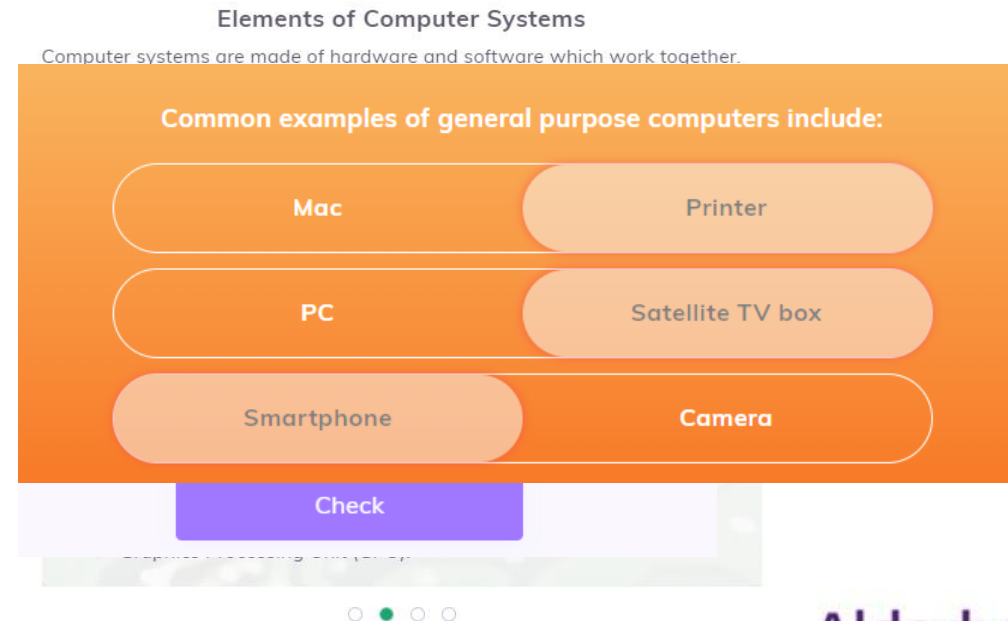 Elements of Computer Systems
Computer systems are made of hardware and software which work together.
Common examples of general purpose computers include:
Mac Printer
PC Satellite TV box
Smartphone Camera
Check